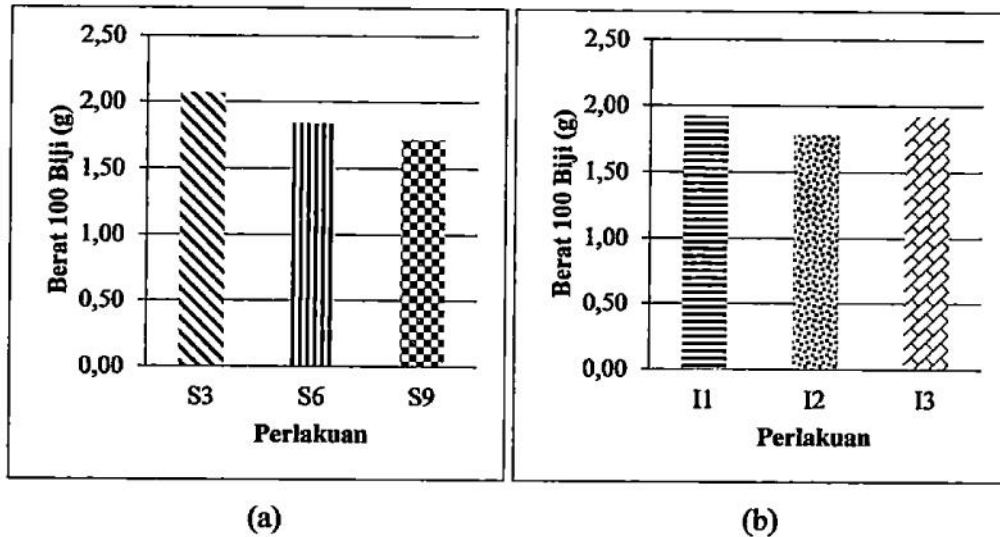 2,50
2,00
1,50
1,00
0,50
0,00
Berat 100 Biji (g)
S3 S6 S9
Perlakuan
(a)
2,50
2,00
1,50
1,00
0,50
0,00
Berat 100 Biji (g)
I1 I2 I3
Perlakuan
(b)